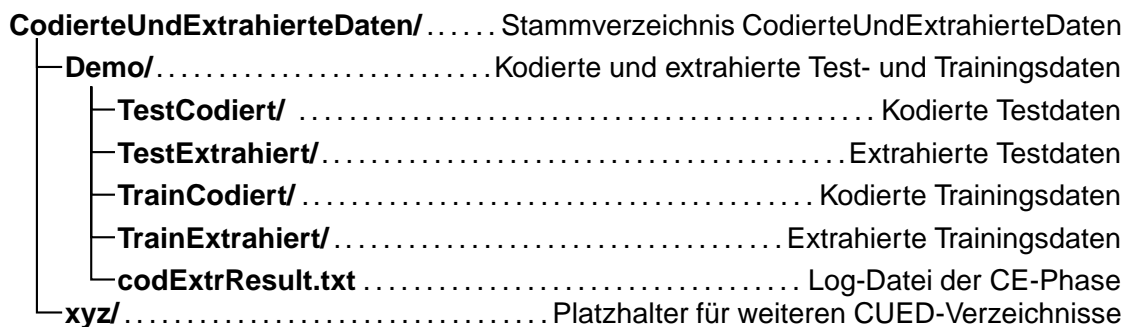 CodierteUndExtrahierteDaten/ . . . . . . Stammverzeichnis CodierteUndExtrahierteDaten
Demo/ . . . . . . . . . . . . . . . . . . . . . . . . . . Kodierte und extrahierte Test- und Trainingsdaten
TestCodiert/ . . . . . . . . . . . . . . . . . . . . . . . . . . . . . . . . . . . . . . . . . . . . Kodierte Testdaten
TestExtrahiert/ . . . . . . . . . . . . . . . . . . . . . . . . . . . . . . . . . . . . . . . . Extrahierte Testdaten
TrainCodiert/ . . . . . . . . . . . . . . . . . . . . . . . . . . . . . . . . . . . . . . . Kodierte Trainingsdaten
TrainExtrahiert/ . . . . . . . . . . . . . . . . . . . . . . . . . . . . . . . . . . Extrahierte Trainingsdaten
codExtrResult.txt . . . . . . . . . . . . . . . . . . . . . . . . . . . . . . . . . . . Log-Datei der CE-Phase
xyz/ . . . . . . . . . . . . . . . . . . . . . . . . . . . . . . . . . Platzhalter für weiteren CUED-Verzeichnisse